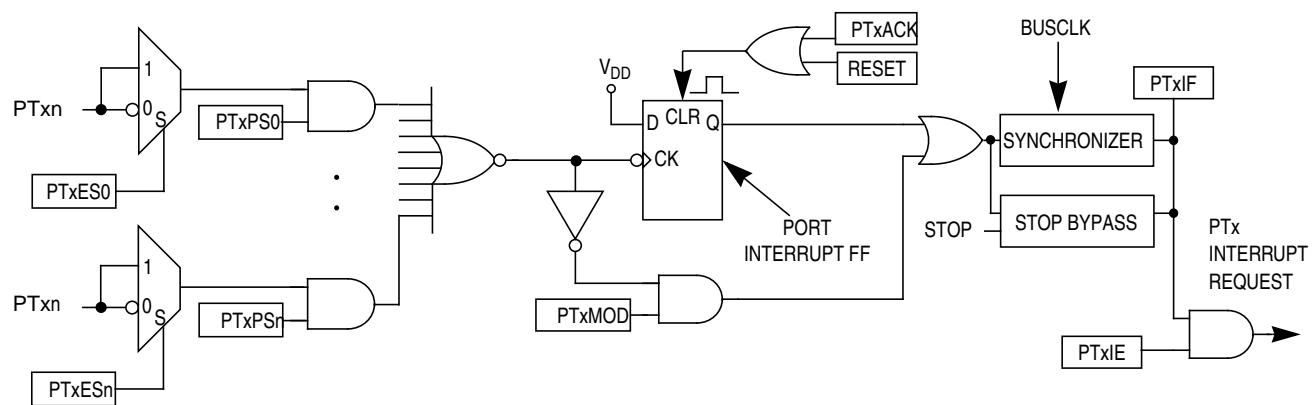 PTxn
1
0
S
PTxPS0
PTxES0
PTxn
1
0
S
PTxPSn
PTxESn
VDD
D
CLR
Q
CK
PTxACK
RESET
PORT
INTERRUPT FF
PTxMOD
BUSCLK
SYNCHRONIZER
STOP
STOP BYPASS
PTxIF
PTx
INTERRUPT
REQUEST
PTxIE